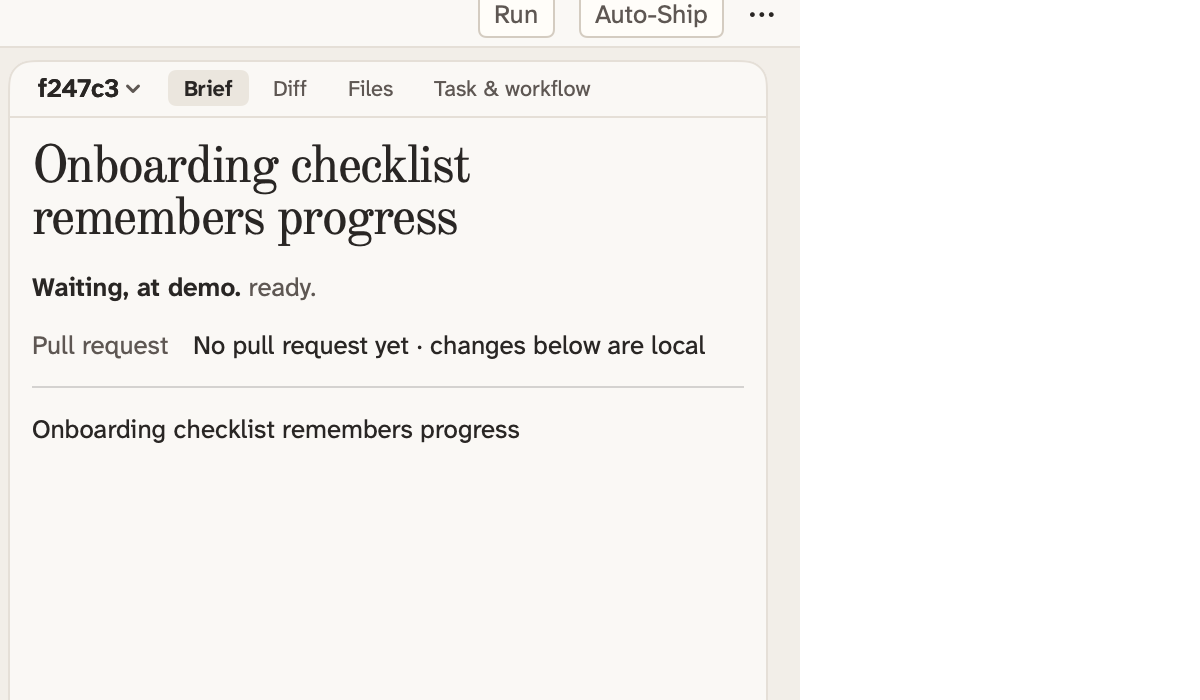 Run Auto-Ship ···
f247c3 Brief Diff Files Task & workflow
Onboarding checklist
remembers progress
Waiting, at demo. ready.
Pull request No pull request yet · changes below are local
Onboarding checklist remembers progress